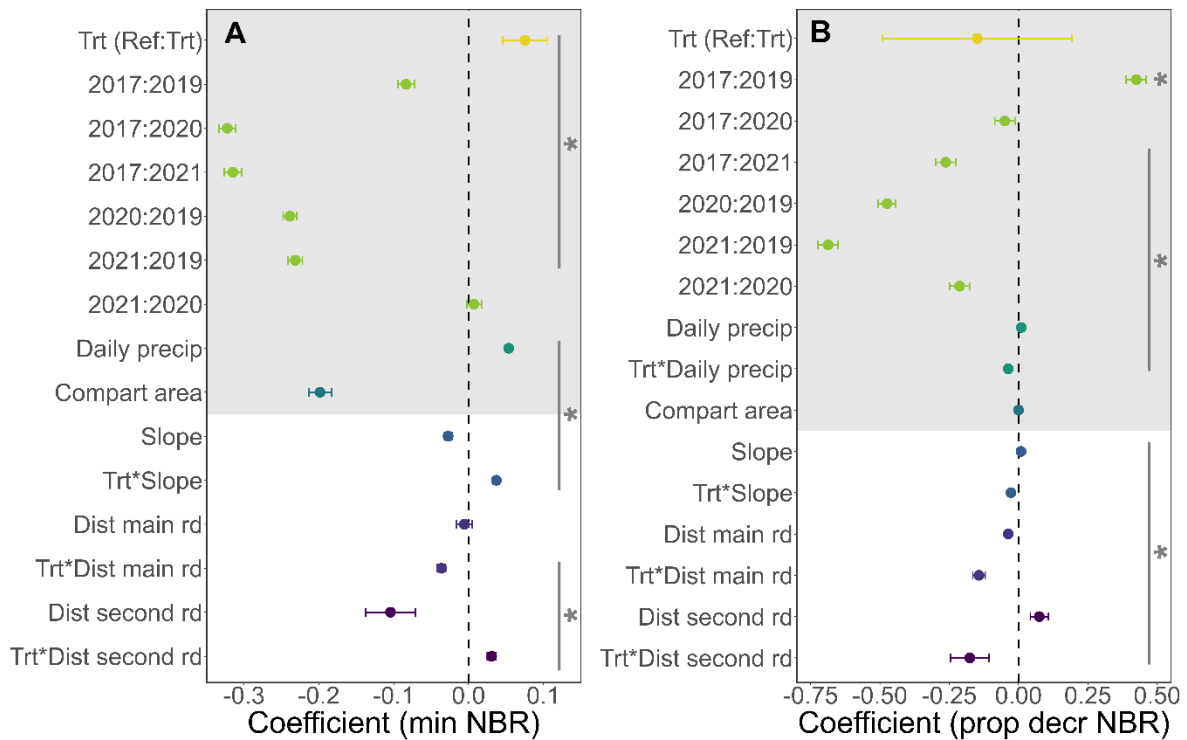 A
Trt (Ref:Trt)
2017:2019
2017:2020
2017:2021
2020:2019
2021:2019
2021:2020
Daily precip
Compart area
Slope
Trt*Slope
Dist main rd
Trt*Dist main rd
Dist second rd
Trt*Dist second rd
*
*
*
-0.3 -0.2 -0.1 0.0 0.1
Coefficient (min NBR)
B
Trt (Ref:Trt)
2017:2019
2017:2020
2017:2021
2020:2019
2021:2019
2021:2020
Daily precip
Trt*Daily precip
Compart area
Slope
Trt*Slope
Dist main rd
Trt*Dist main rd
Dist second rd
Trt*Dist second rd
*
*
*
-0.75 -0.50 -0.25 0.00 0.25 0.50
Coefficient (prop decr NBR)